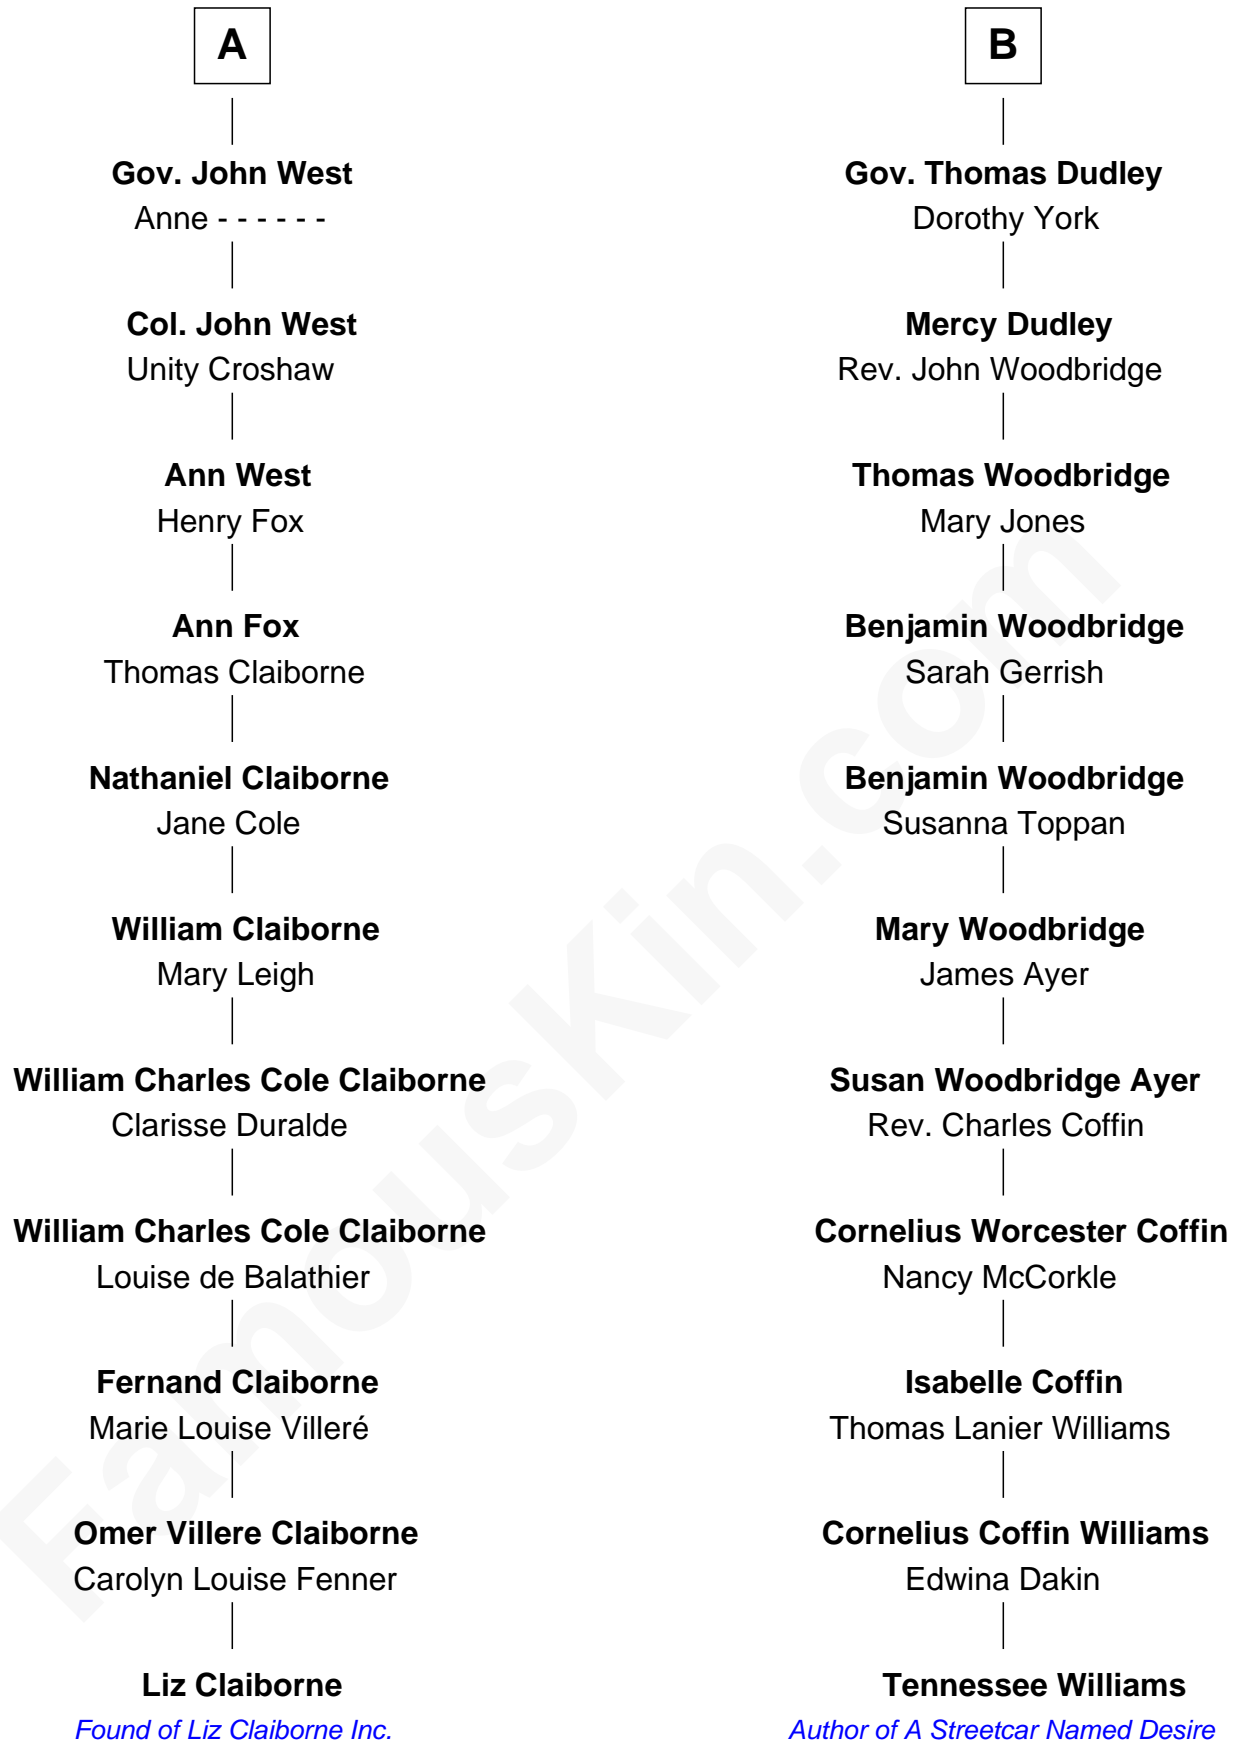 A
Gov. John West
Anne - - - - - -
Col. John West
Unity Croshaw
Ann West
Henry Fox
Ann Fox
Thomas Claiborne
Nathaniel Claiborne
Jane Cole
William Claiborne
Mary Leigh
William Charles Cole Claiborne
Clarisse Duralde
William Charles Cole Claiborne
Louise de Balathier
Fernand Claiborne
Marie Louise Villeré
Omer Villere Claiborne
Carolyn Louise Fenner
Liz Claiborne
Found of Liz Claiborne Inc.
B
Gov. Thomas Dudley
Dorothy York
Mercy Dudley
Rev. John Woodbridge
Thomas Woodbridge
Mary Jones
Benjamin Woodbridge
Sarah Gerrish
Benjamin Woodbridge
Susanna Toppan
Mary Woodbridge
James Ayer
Susan Woodbridge Ayer
Rev. Charles Coffin
Cornelius Worcester Coffin
Nancy McCorkle
Isabelle Coffin
Thomas Lanier Williams
Cornelius Coffin Williams
Edwina Dakin
Tennessee Williams
Author of A Streetcar Named Desire
FamousKin.com